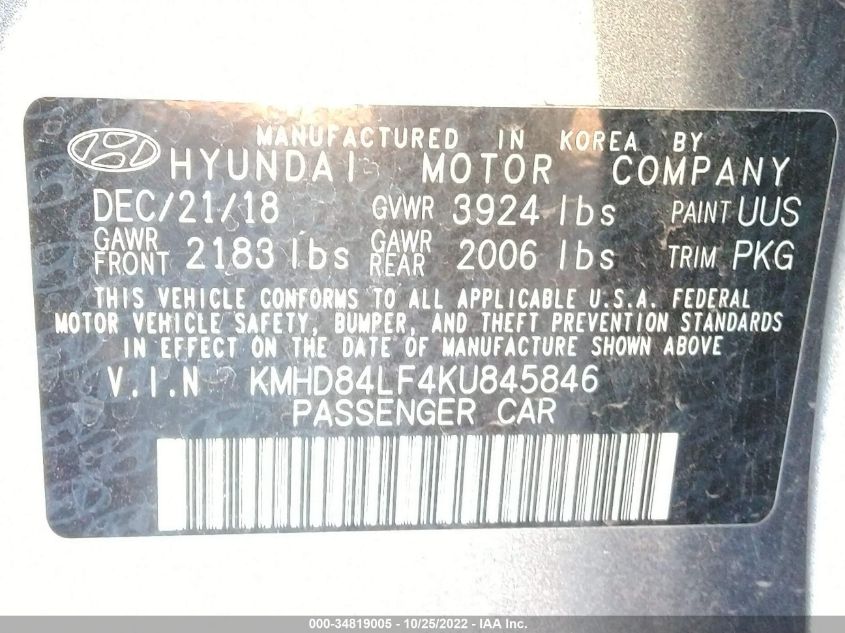 MANUFACTURED IN KOREA BY
HYUNDAI MOTOR COMPANY
DEC/21/18 GVWR 3924 lbs PAINT UUS
GAWR FRONT 2183 lbs GAWR REAR 2006 lbs TRIM PKG
THIS VEHICLE CONFORMS TO ALL APPLICABLE U.S.A. FEDERAL
MOTOR VEHICLE SAFETY, BUMPER, AND THEFT PREVENTION STANDARDS
IN EFFECT ON THE DATE OF MANUFACTURE SHOWN ABOVE
V.I.N KMHD84LF4KU845846
PASSENGER CAR
000-34819005 - 10/25/2022 - IAA Inc.